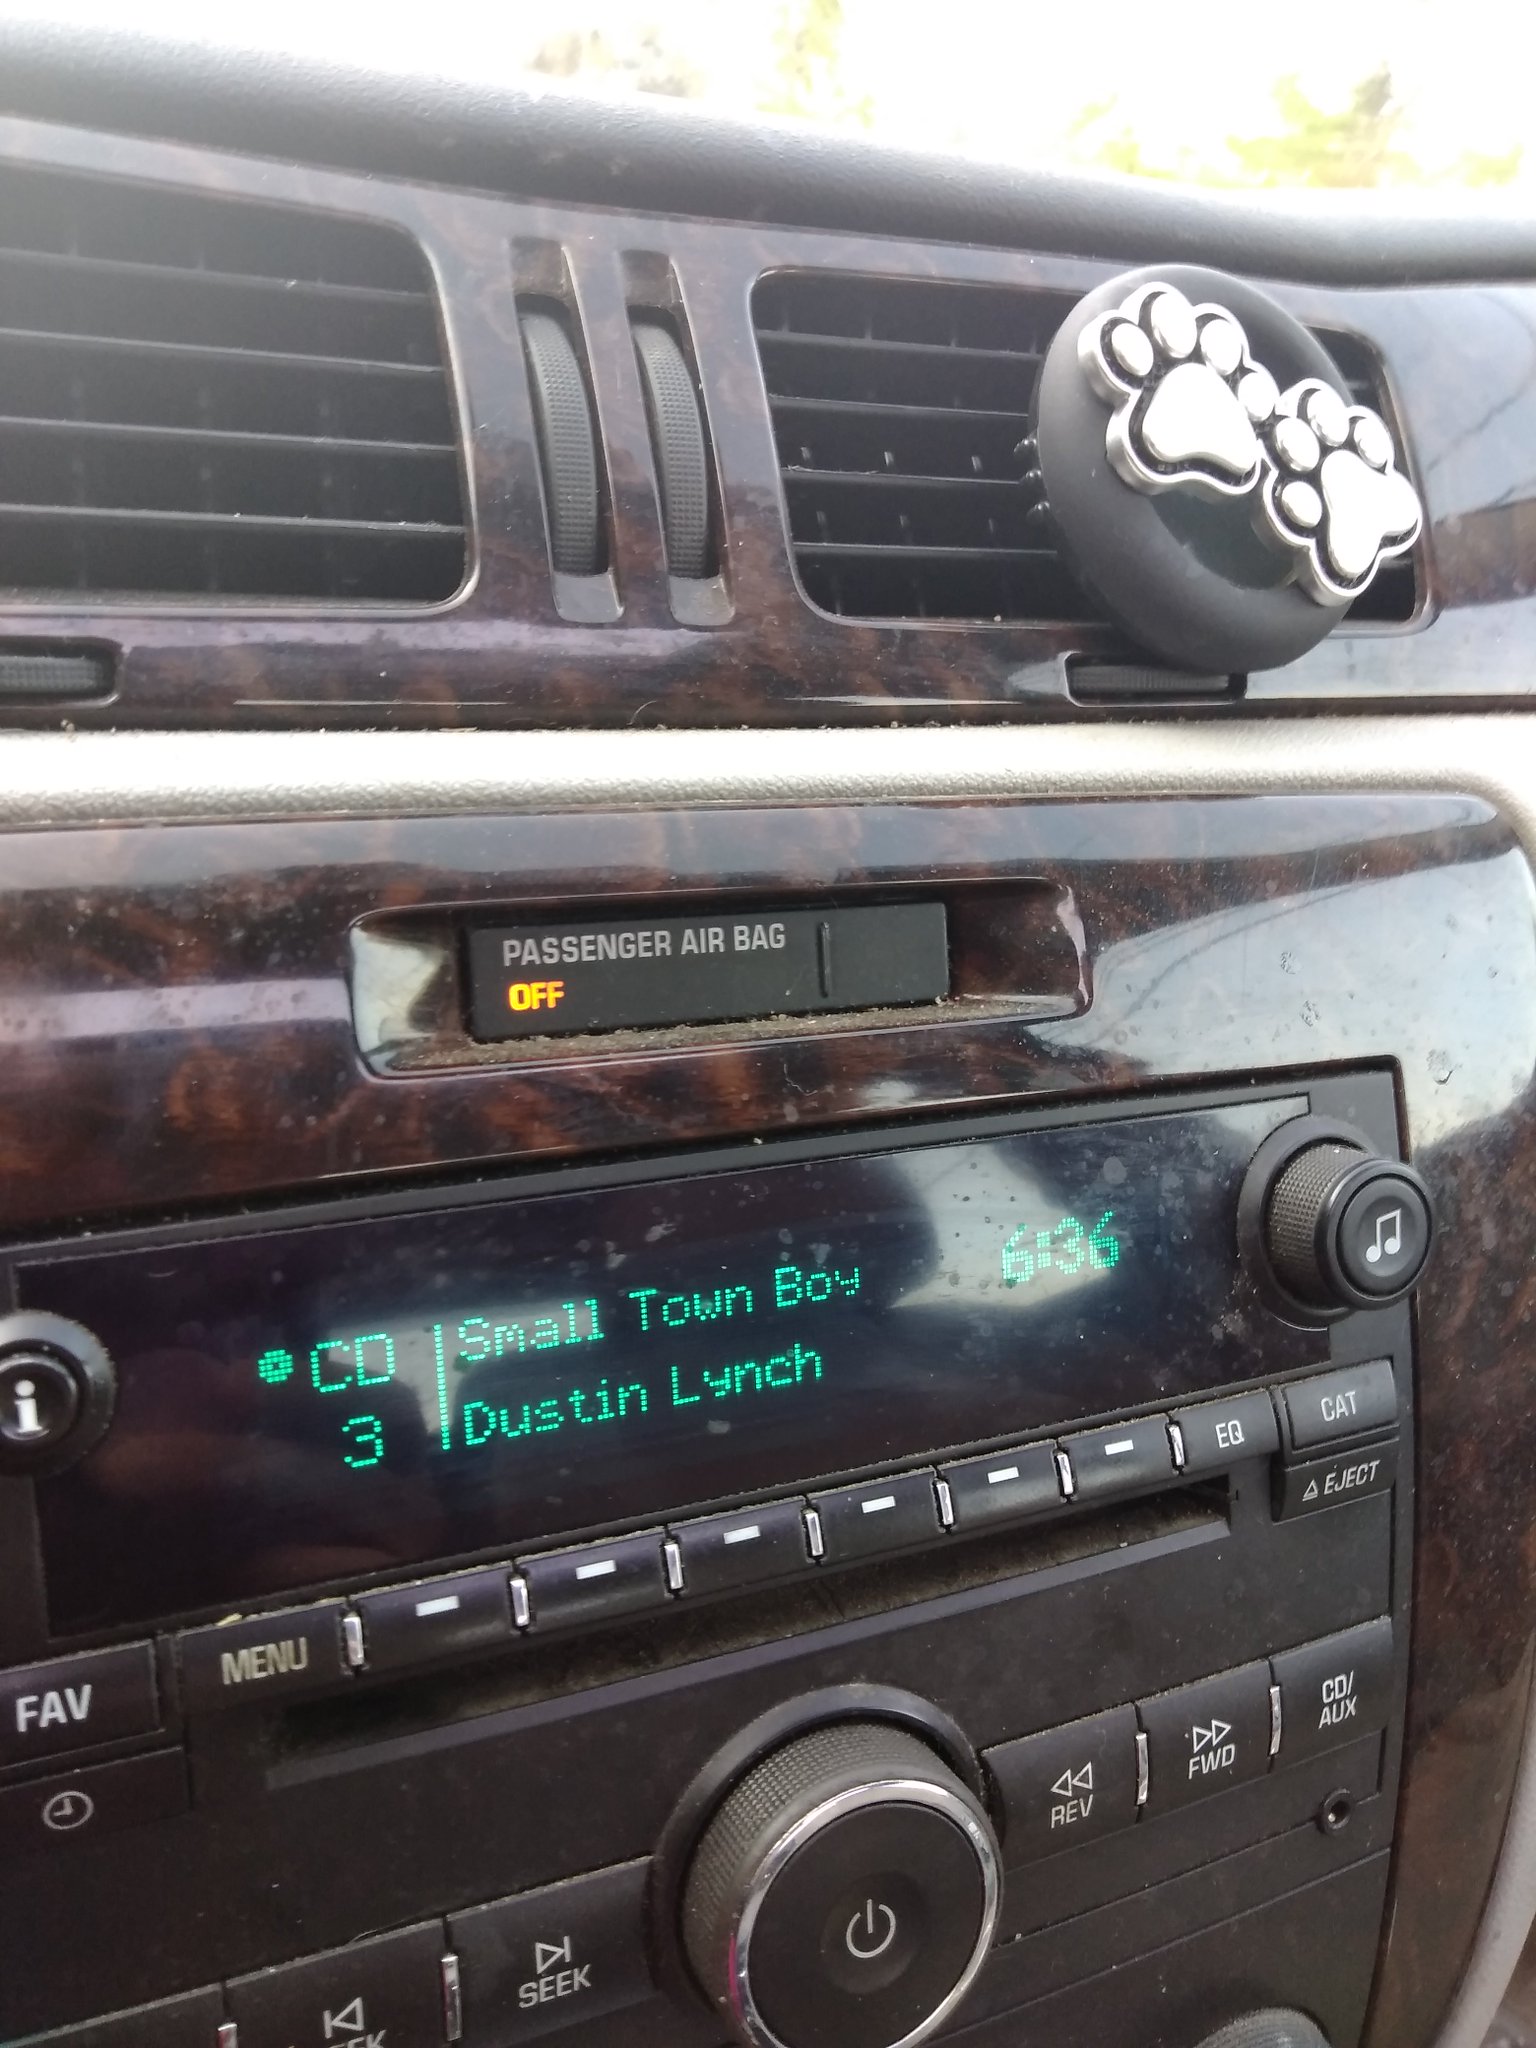 PASSENGER AIR BAG
OFF
6:36
CD Small Town Boy
3 Dustin Lynch
i
CAT
EQ
EJECT
MENU
FAV
CD/
AUX
FWD
REV
SEEK